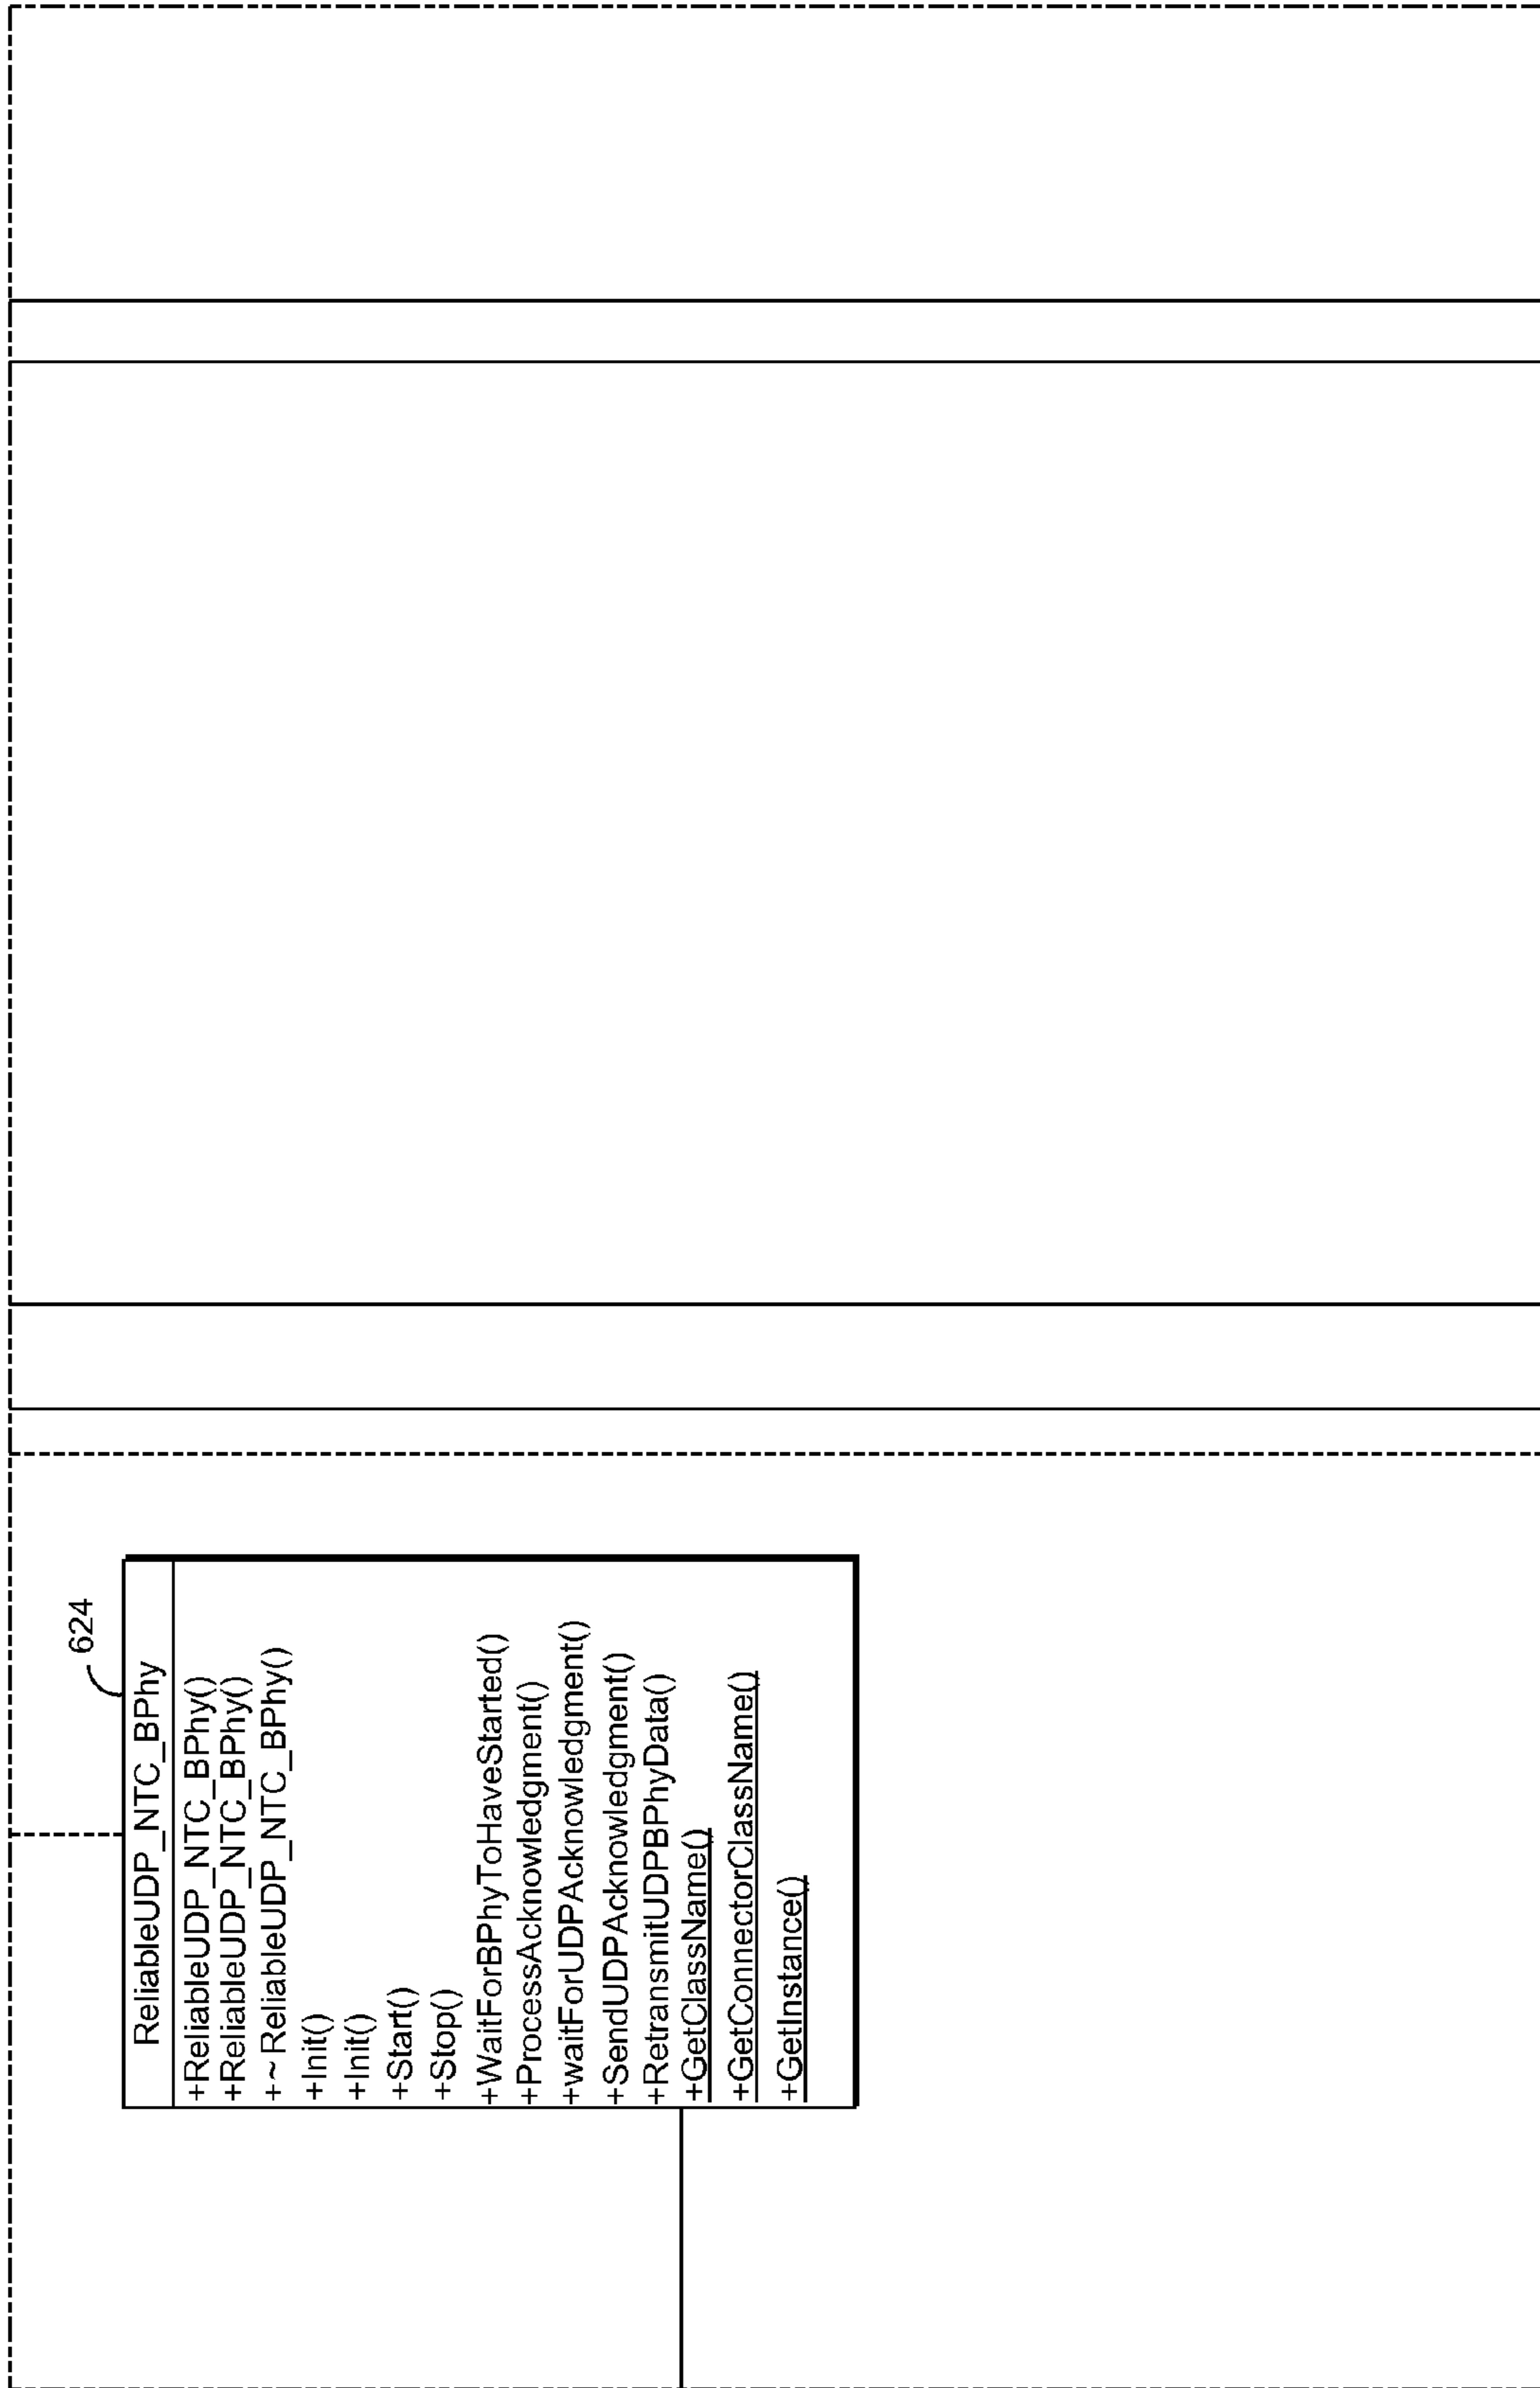 624
ReliableUDP_NTC_BPhy
+ReliableUDP_NTC_BPhy()
+ReliableUDP_NTC_BPhy()
+~ReliableUDP_NTC_BPhy()
+Init()
+Init()
+Start()
+Stop()
+WaitForBPhyToHaveStarted()
+ProcessAcknowledgment()
+waitForUDPAcknowledgment()
+SendUDPAcknowledgment()
+RetransmitUDPBPhyData()
+GetClassName()
+GetConnectorClassName()
+GetInstance()